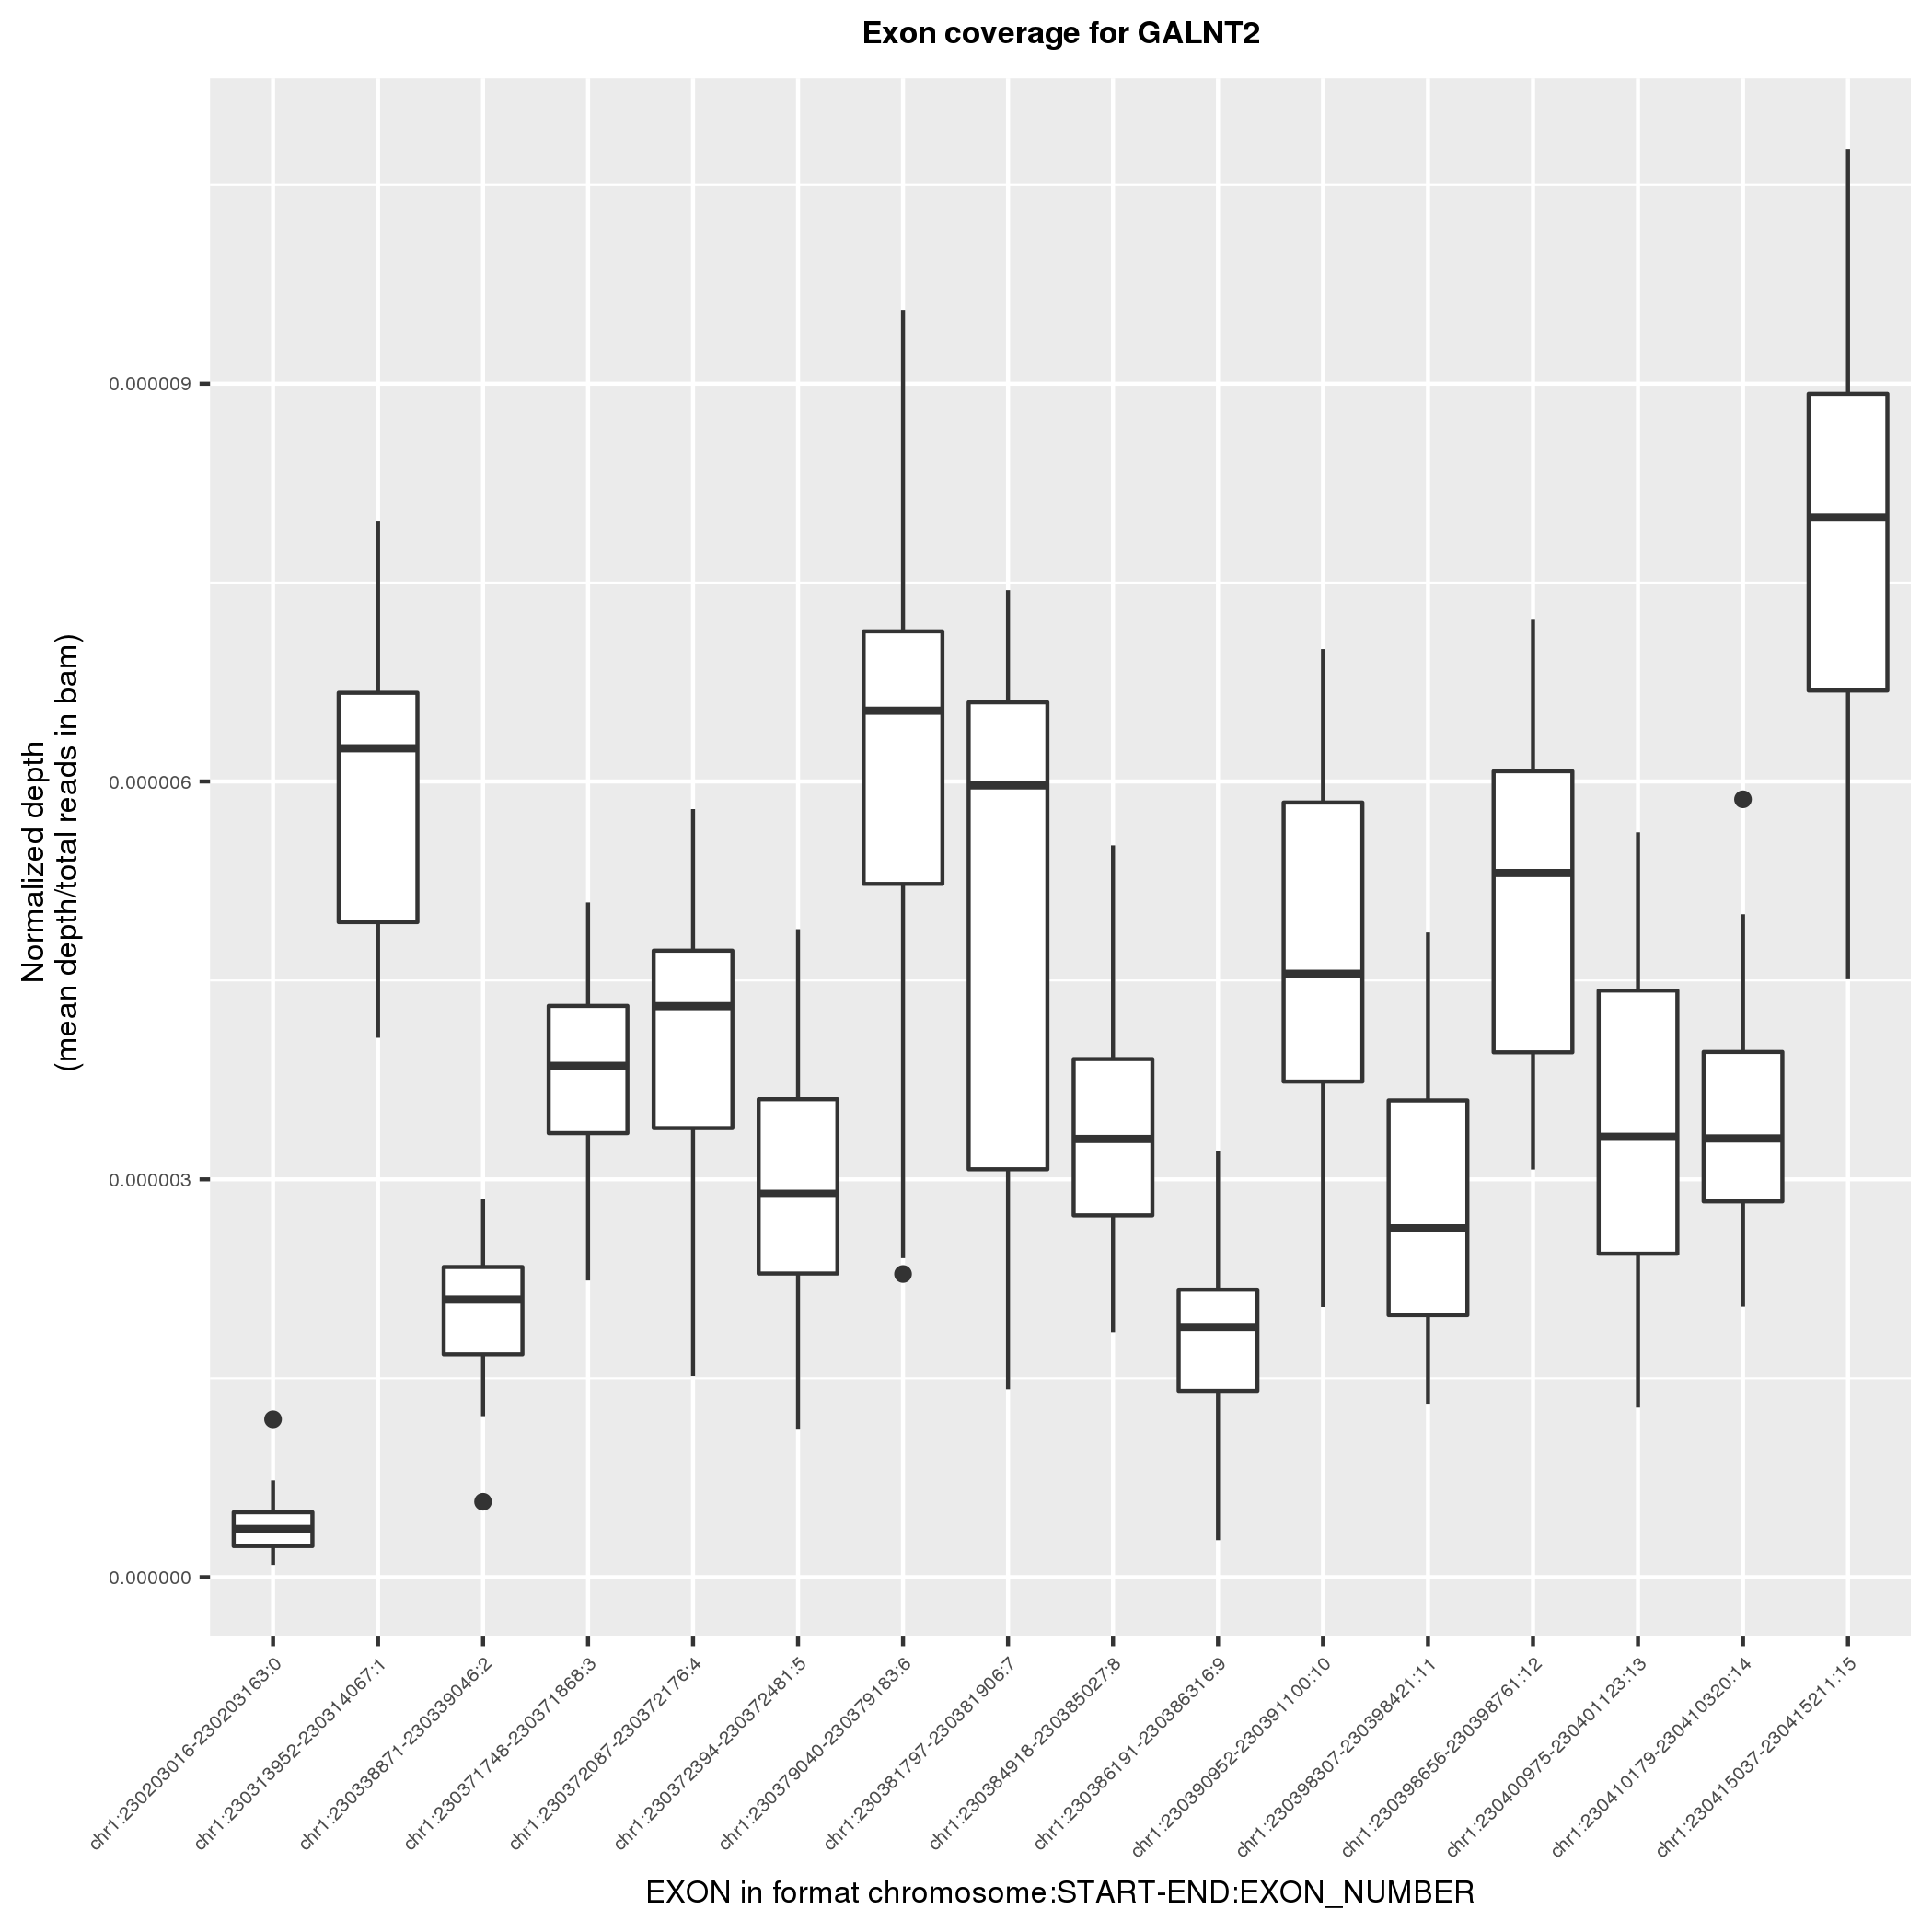 Exon coverage for GALNT2
Normalized depth
(mean depth/total reads in bam)
0.000009
0.000006
0.000003
0.000000
chr1:230203016-230203163:0
chr1:230313952-230314067:1
chr1:230338871-230339046:2
chr1:230371748-230371868:3
chr1:230372087-230372176:4
chr1:230372394-230372481:5
chr1:230379040-230379183:6
chr1:230381797-230381906:7
chr1:230384918-230385027:8
chr1:230386191-230386316:9
chr1:230390952-230391100:10
chr1:230398307-230398421:11
chr1:230398656-230398761:12
chr1:230400975-230401123:13
chr1:230410179-230410320:14
chr1:230415037-230415211:15
EXON in format chromosome:START-END:EXON_NUMBER